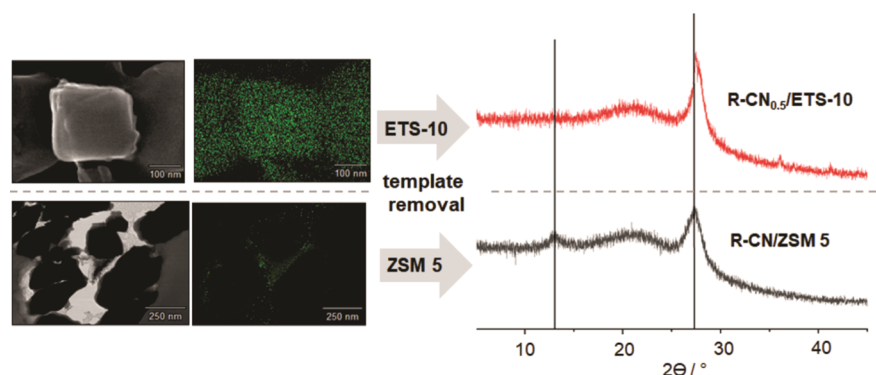 100 nm
100 nm
ETS-10
template
removal
250 nm
250 nm
ZSM 5
R-CN₀.₅/ETS-10
R-CN/ZSM 5
10
20
30
40
2Θ / °